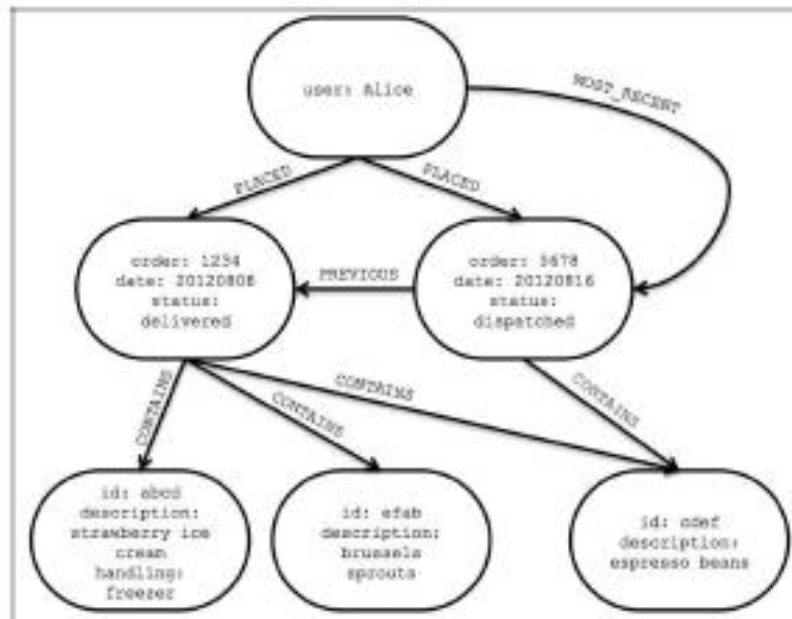 user: Alice
MOST_RECENT
PLACED
PLACED
order: 1234
date: 20120808
status:
delivered
PREVIOUS
order: 5678
date: 20120816
status:
dispatched
CONTAINS
CONTAINS
CONTAINS
CONTAINS
id: abcd
description:
strawberry ice
cream
handling:
freezer
id: efab
description:
brussels
sprouts
id: cdef
description:
espresso beans